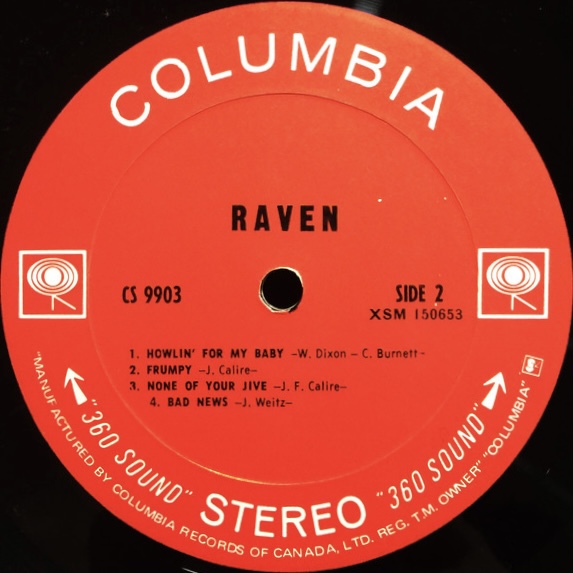 COLUMBIA
RAVEN
CS 9903
SIDE 2
XSM 150653
1. HOWLIN' FOR MY BABY –W. Dixon – C. Burnett–
2. FRUMPY –J. Calire–
3. NONE OF YOUR JIVE –J. F. Calire–
4. BAD NEWS –J. Weitz–
"360 SOUND" STEREO "360 SOUND"
"MANUFACTURED BY COLUMBIA RECORDS OF CANADA, LTD. REG. T.M. OWNER" "COLUMBIA"